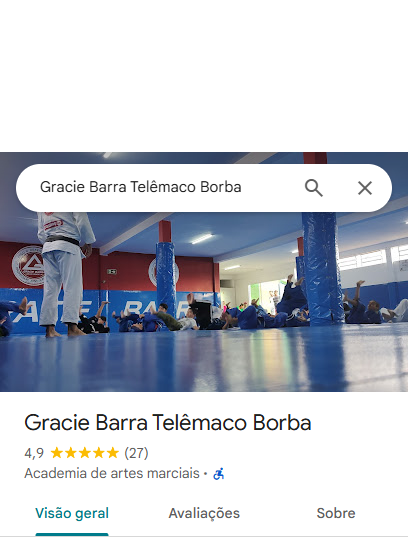 Gracie Barra Telêmaco Borba
Gracie Barra Telêmaco Borba
4,9 (27)
Academia de artes marciais ·
Visão geral
Avaliações
Sobre